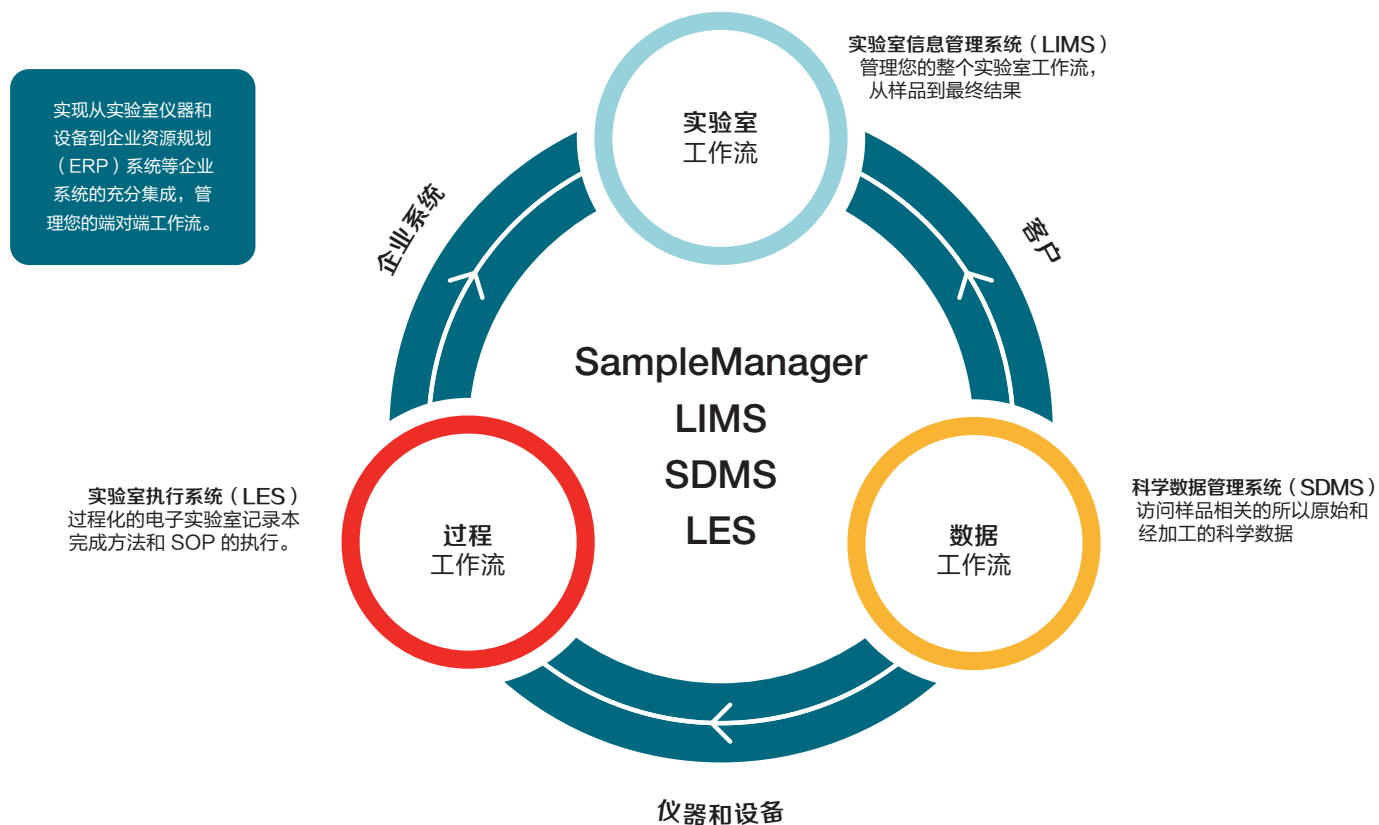 实现从实验室仪器和
设备到企业资源规划
（ERP）系统等企业
系统的充分集成，管
理您的端对端工作流。
实验室信息管理系统（LIMS）
管理您的整个实验室工作流，
从样品到最终结果
实验室
工作流
企业系统
客户
SampleManager
LIMS
SDMS
LES
实验室执行系统（LES）
过程化的电子实验室记录本
完成方法和 SOP 的执行。
过程
工作流
数据
工作流
科学数据管理系统（SDMS）
访问样品相关的所以原始和
经加工的科学数据
仪器和设备